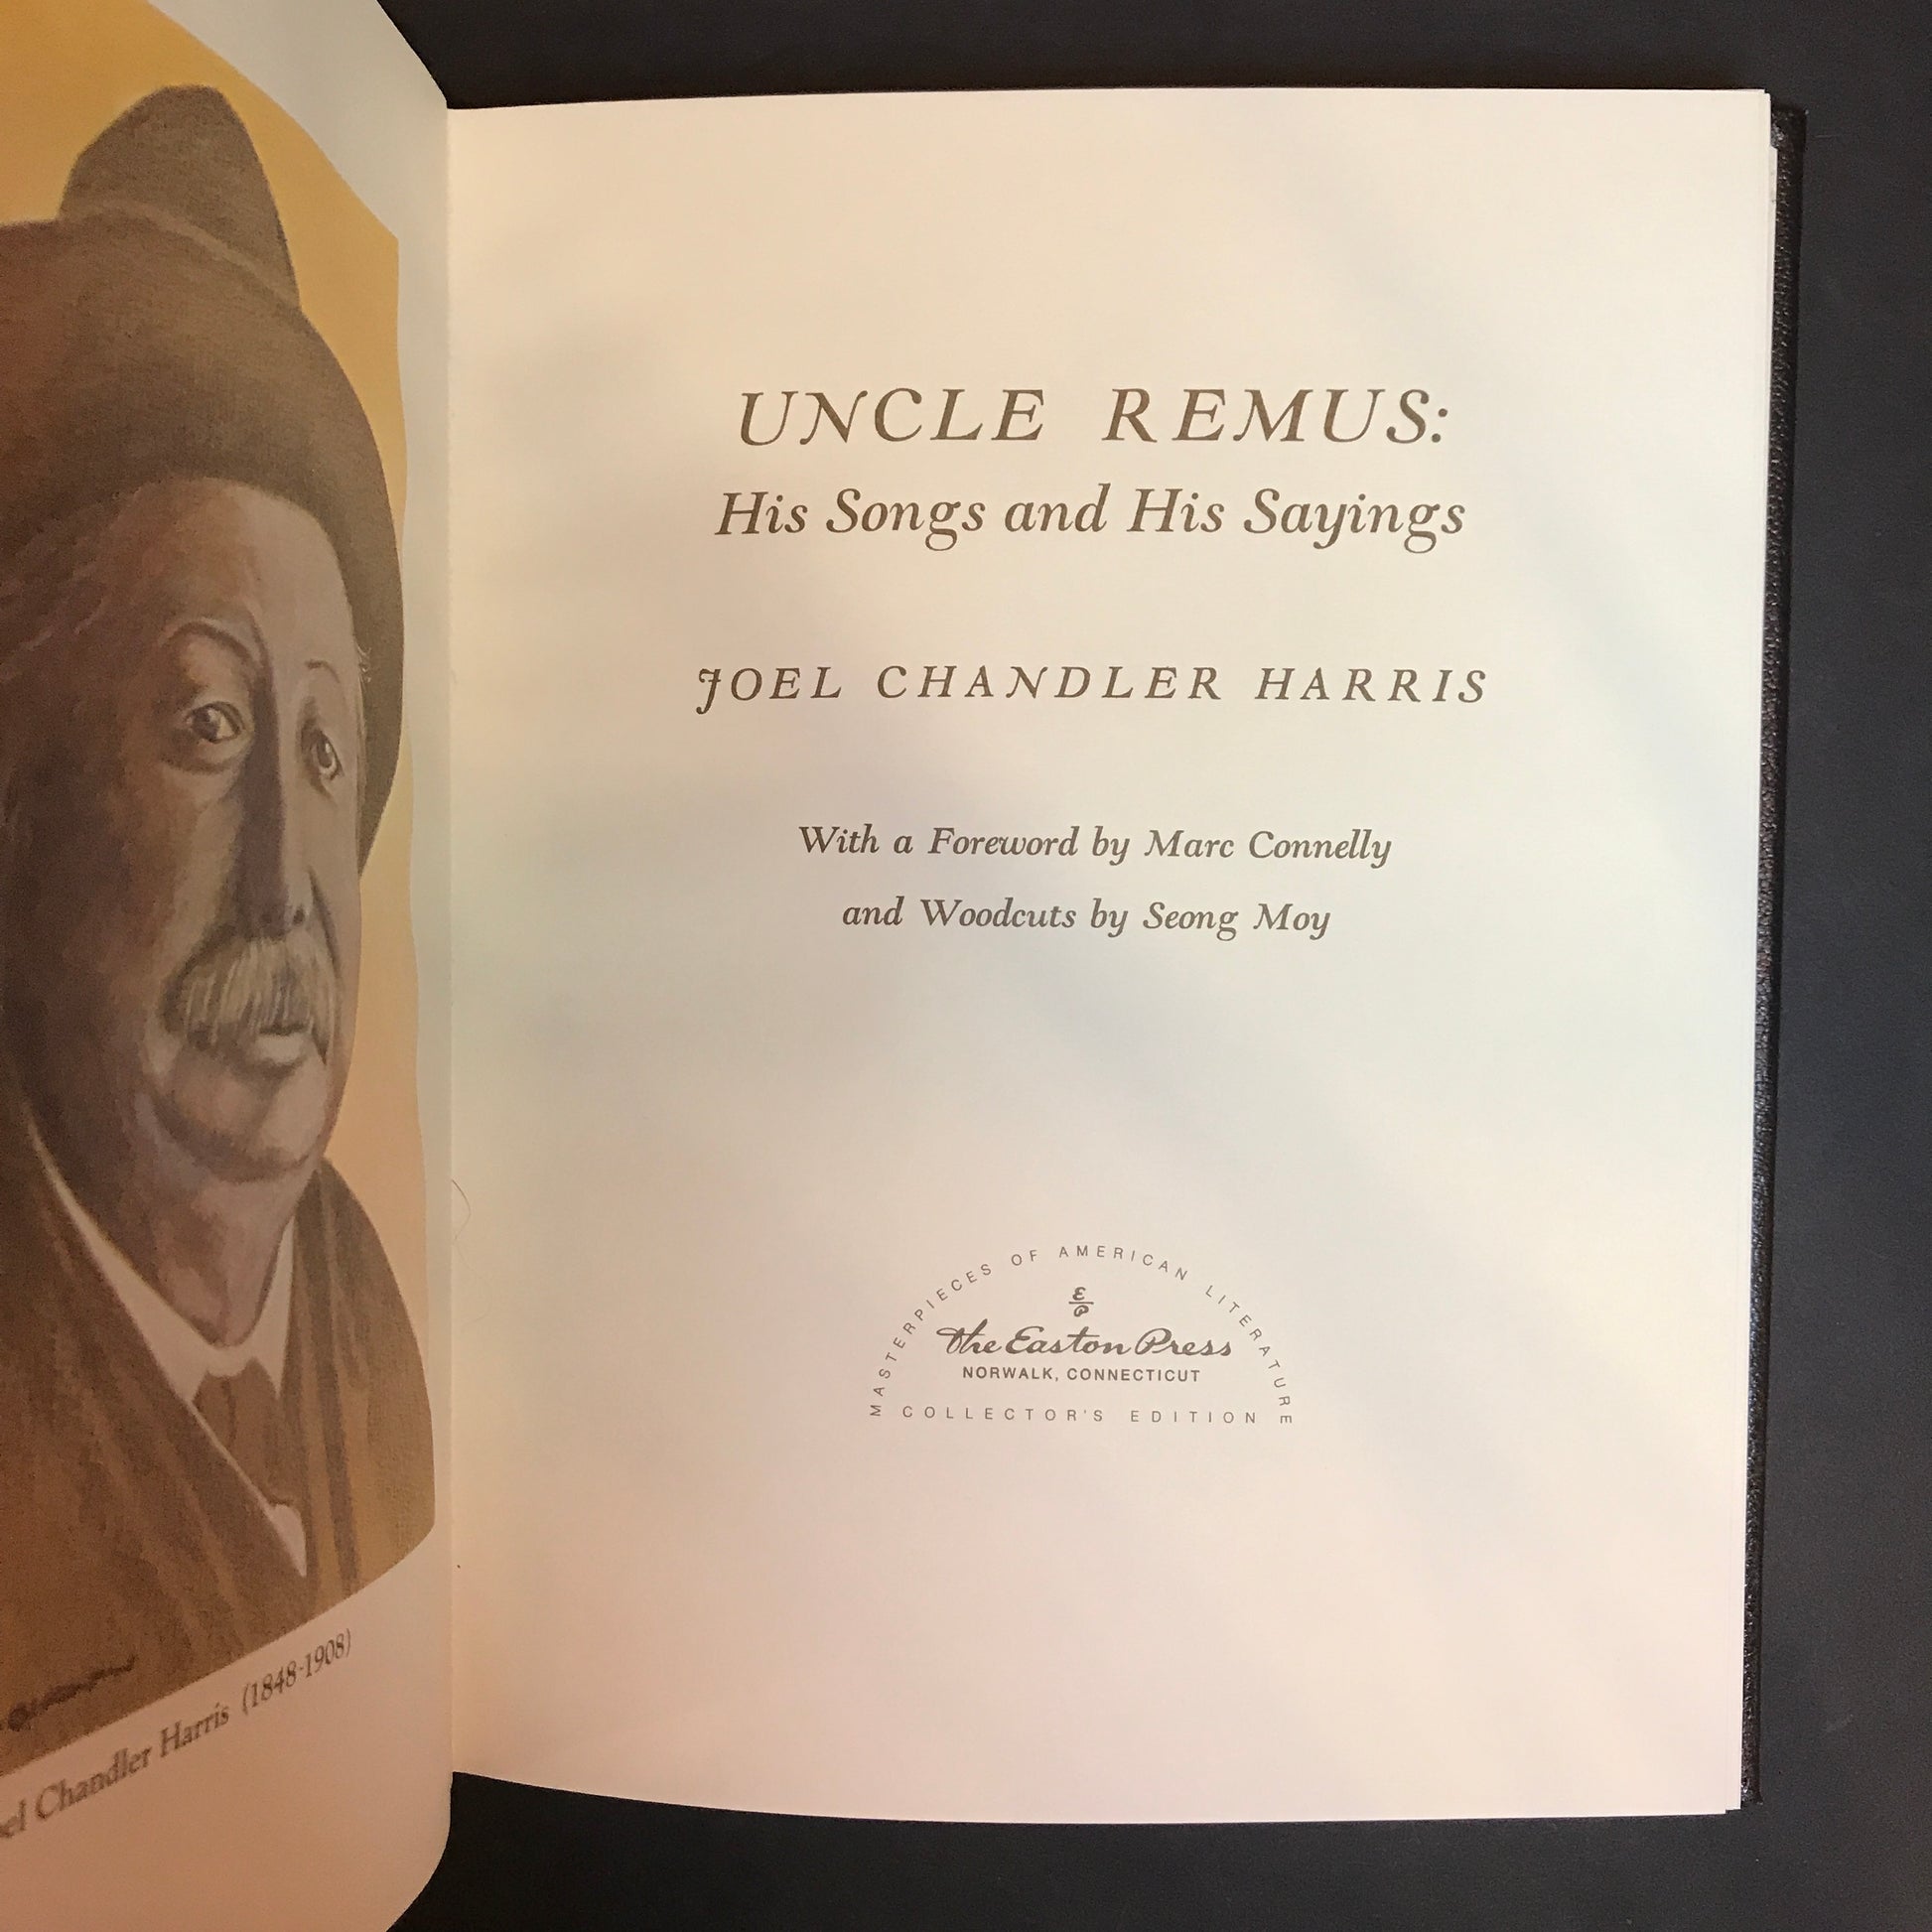 Chandler Harris (1848-1908)
UNCLE REMUS:
His Songs and His Sayings
JOEL CHANDLER HARRIS
With a Foreword by Marc Connelly
and Woodcuts by Seong Moy
MASTERPIECES OF AMERICAN LITERATURE
The Easton Press
NORWALK, CONNECTICUT
COLLECTOR'S EDITION